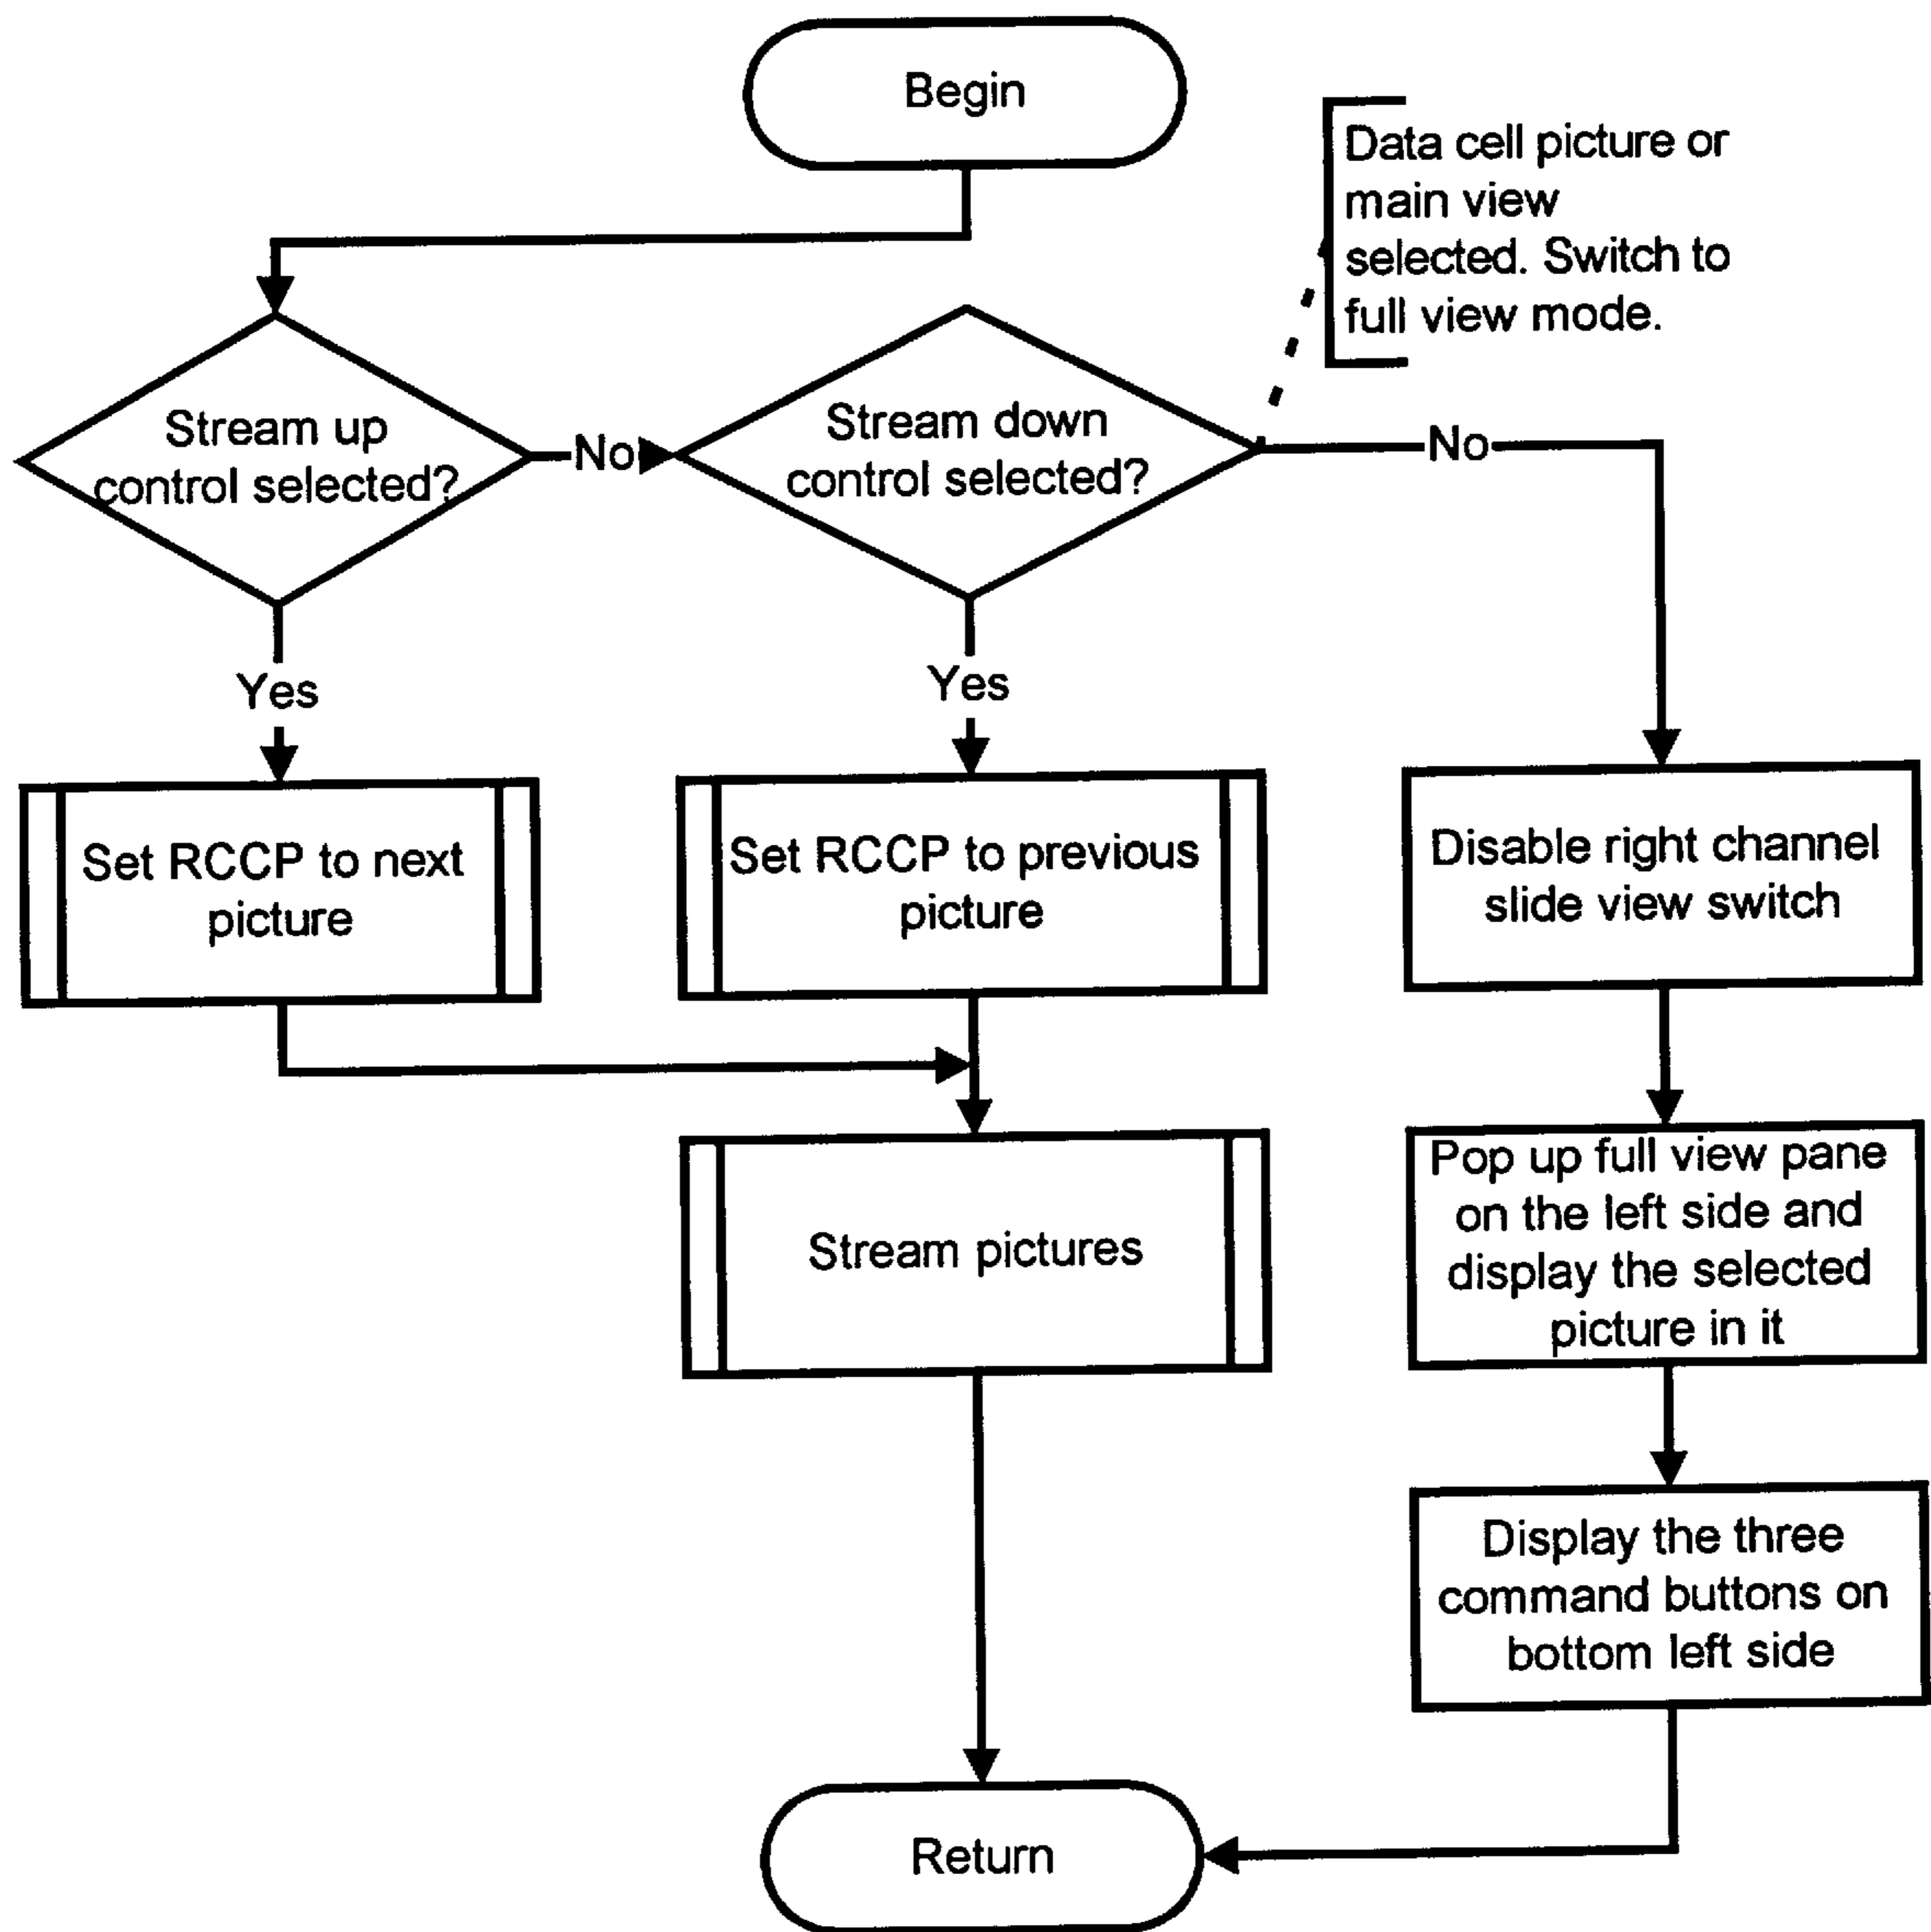 Begin
Data cell picture or
main view
selected. Switch to
full view mode.
Stream up
control selected?
No
Stream down
control selected?
No
Yes
Yes
Set RCCP to next
picture
Set RCCP to previous
picture
Disable right channel
slide view switch
Stream pictures
Pop up full view pane
on the left side and
display the selected
picture in it
Display the three
command buttons on
bottom left side
Return